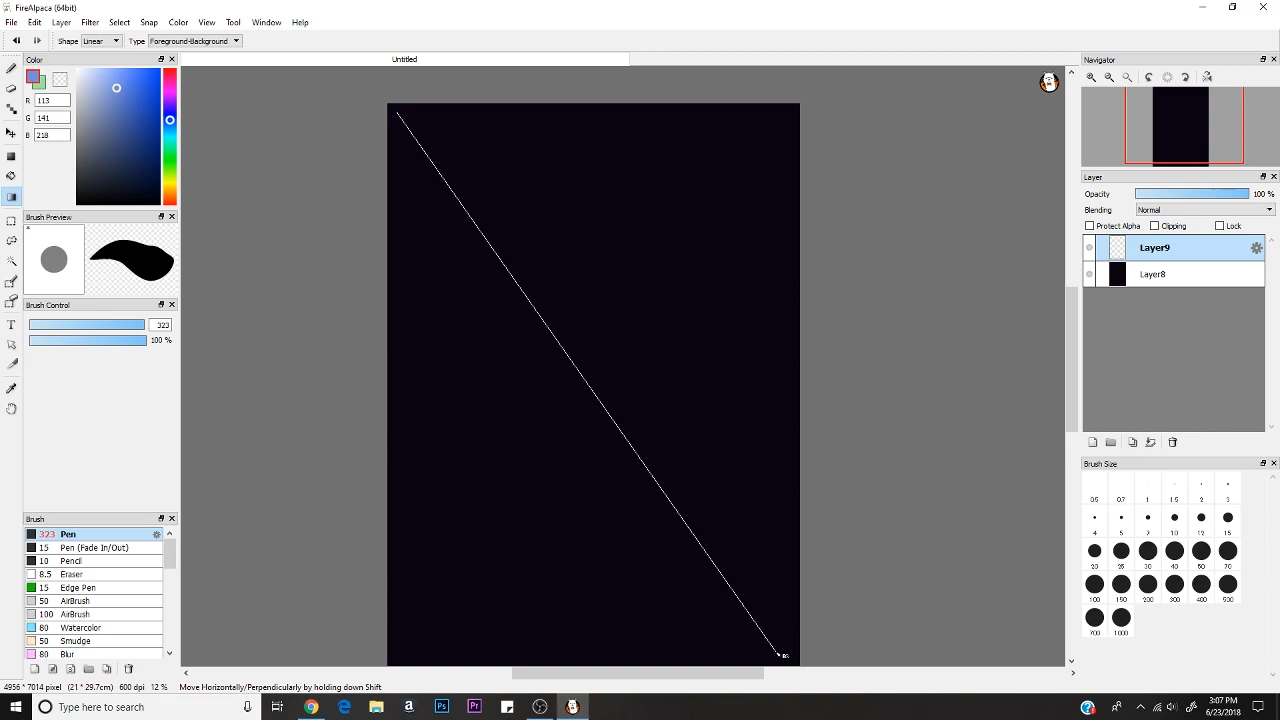 FireAlpaca (64bit)
File Edit Layer Filter Select Snap Color View Tool Window Help
Shape Linear Type Foreground-Background
Color
Untitled
Navigator
R 113
G 141
B 218
Layer
Opacity 100 %
Blending Normal
Protect Alpha Clipping Lock
Brush Preview
Layer9
Layer8
Brush Control
323
100 %
Brush Size
0.5 0.7 1 1.5 2 3
4 5 7 10 12 15
20 25 30 40 50 70
100 150 200 300 400 500
700 1000
Brush
323 Pen
15 Pen (Fade In/Out)
10 Pencil
8.5 Eraser
15 Edge Pen
50 AirBrush
100 AirBrush
80 Watercolor
50 Smudge
80 Blur
4956 * 7014 pixel (21 * 29.7cm) 600 dpi 12 % Move Horizontally/Perpendicularly by holding down Shift
Type here to search
Ps
Pr
3:07 PM
6/23/2018